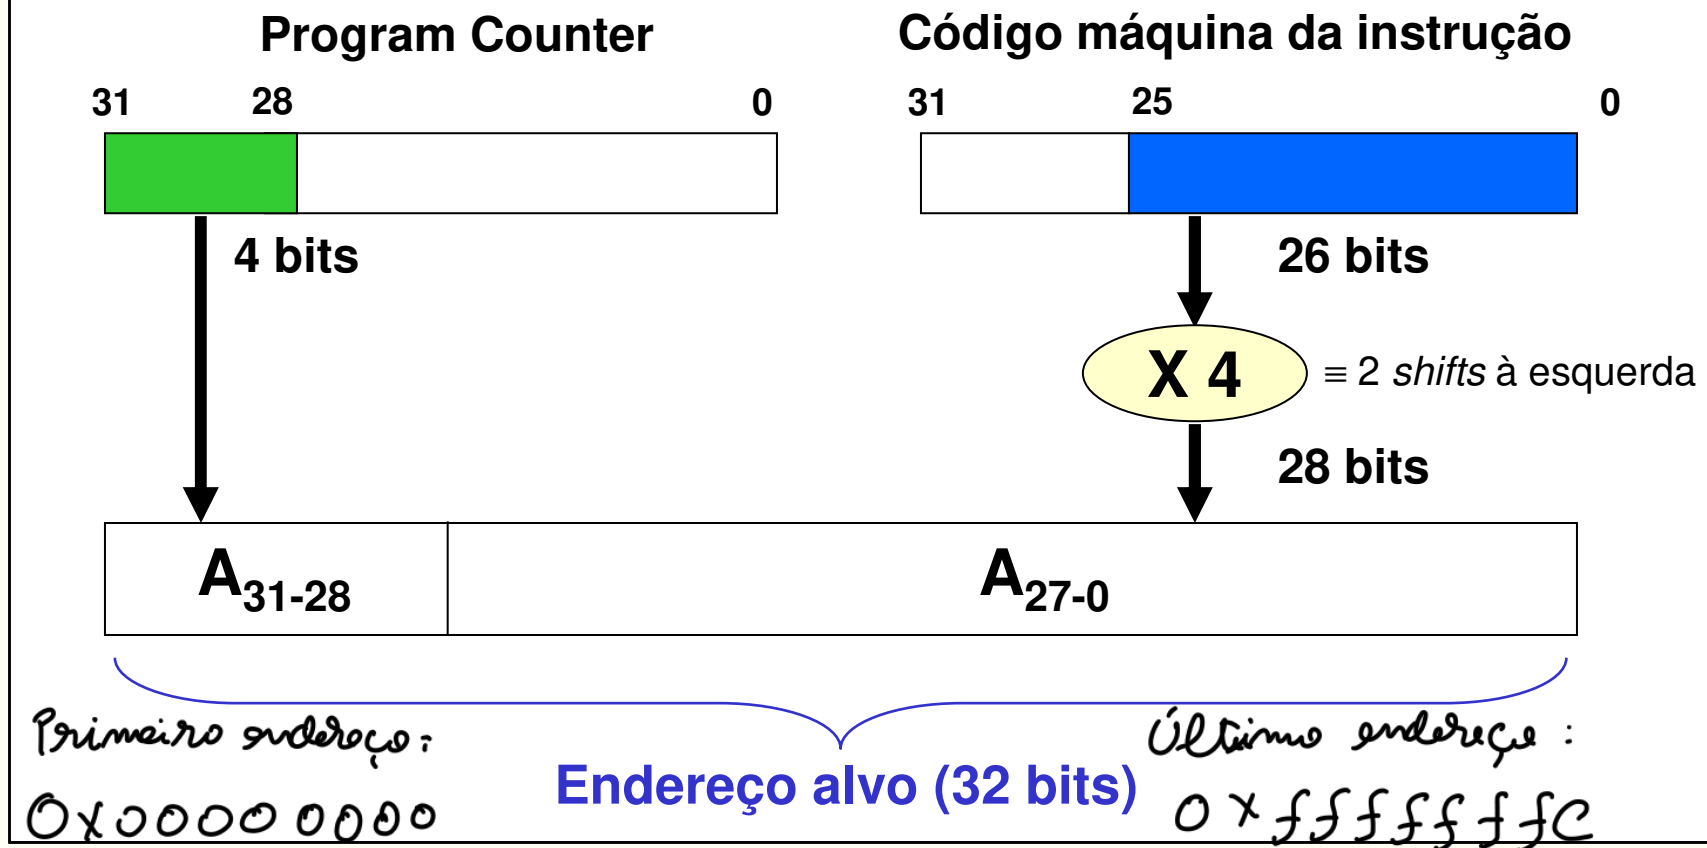 Program Counter
Código máquina da instrução
31 28 0
31 25 0
4 bits
26 bits
X 4 ≡ 2 shifts à esquerda
28 bits
A31-28
A27-0
Primeiro endereço:
Último endereço:
Endereço alvo (32 bits)
0x0000 0000
0xfffffffC